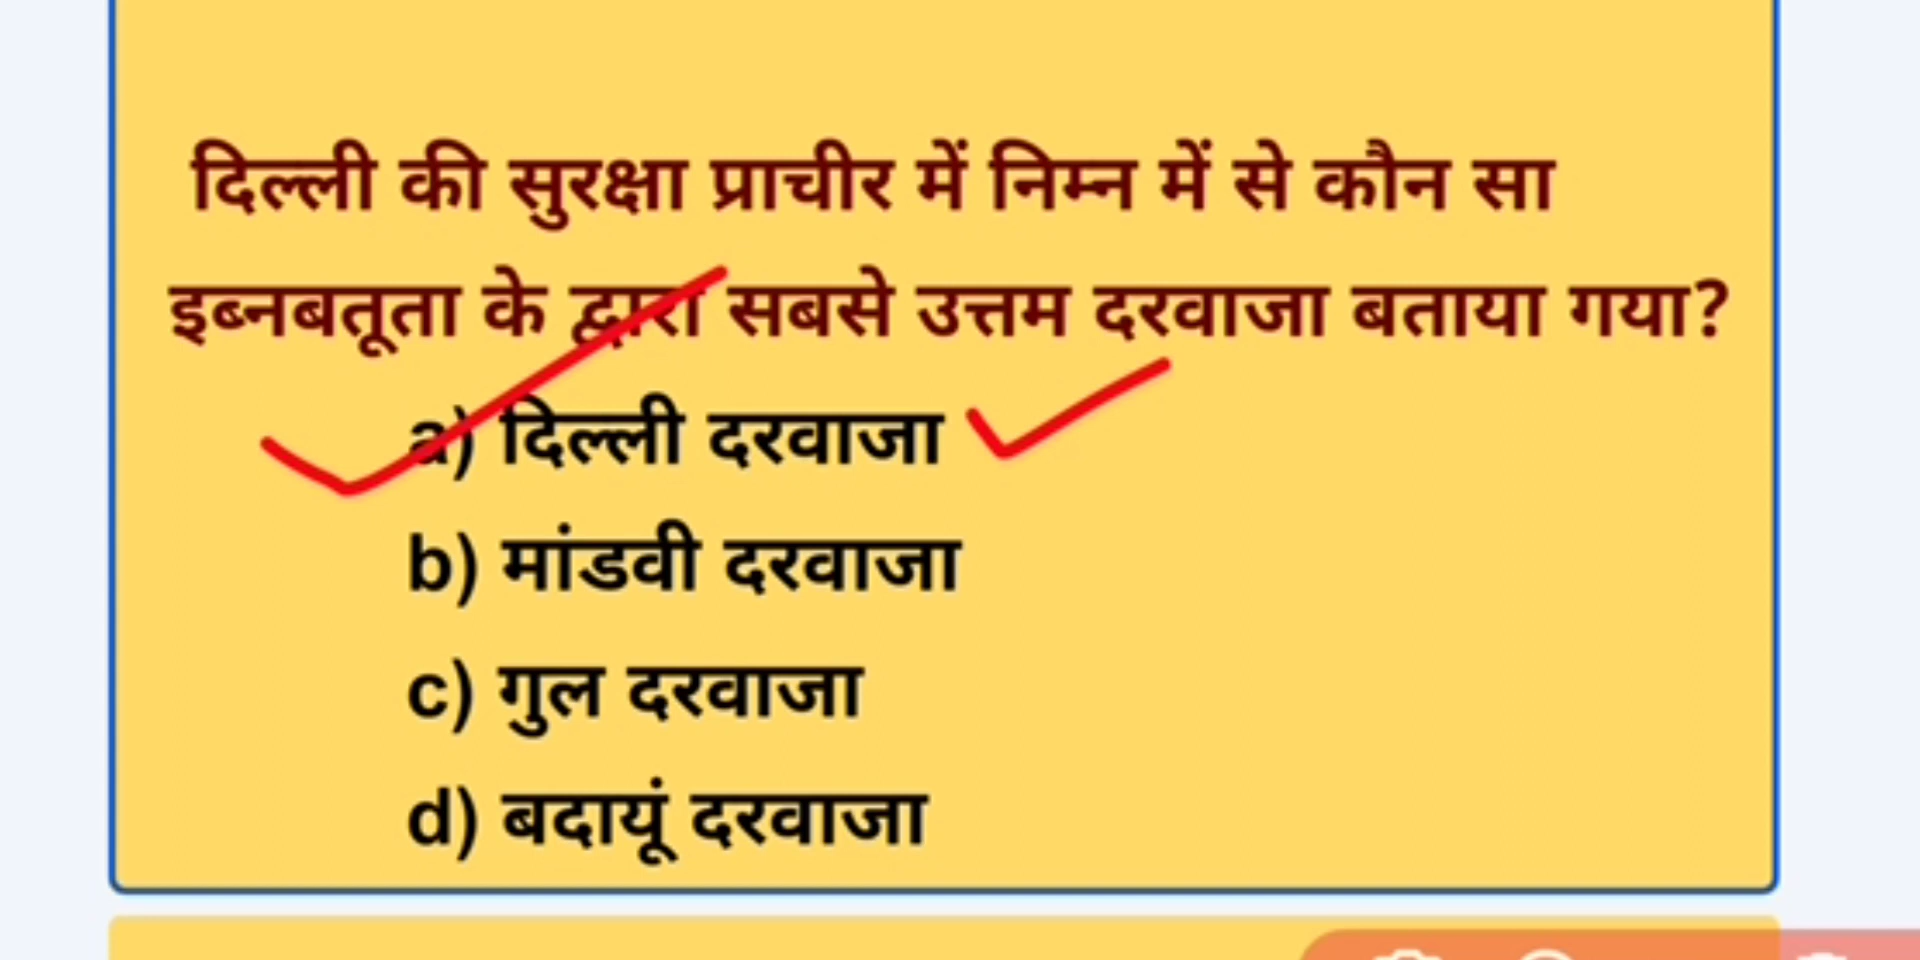 दिल्ली की सुरक्षा प्राचीर में निम्न में से कौन सा
इब्नबतूता के द्वारा सबसे उत्तम दरवाजा बताया गया?
a) दिल्ली दरवाजा
b) मांडवी दरवाजा
c) गुल दरवाजा
d) बदायूं दरवाजा